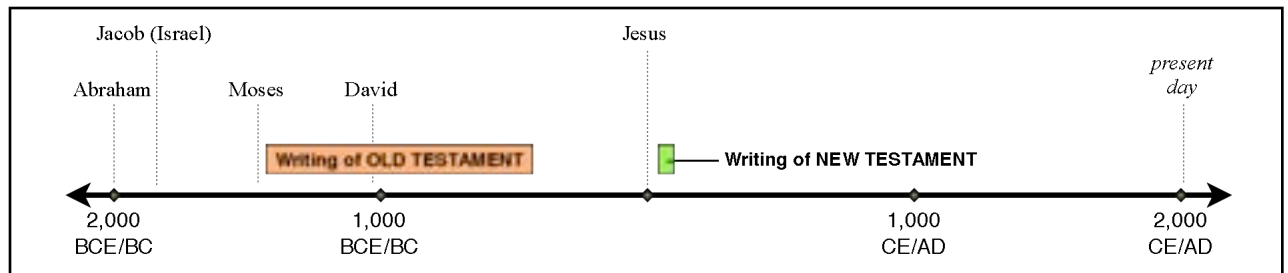 Jacob (Israel)
Jesus
present
day
Abraham
Moses
David
Writing of OLD TESTAMENT
Writing of NEW TESTAMENT
2,000
BCE/BC
1,000
BCE/BC
1,000
CE/AD
2,000
CE/AD